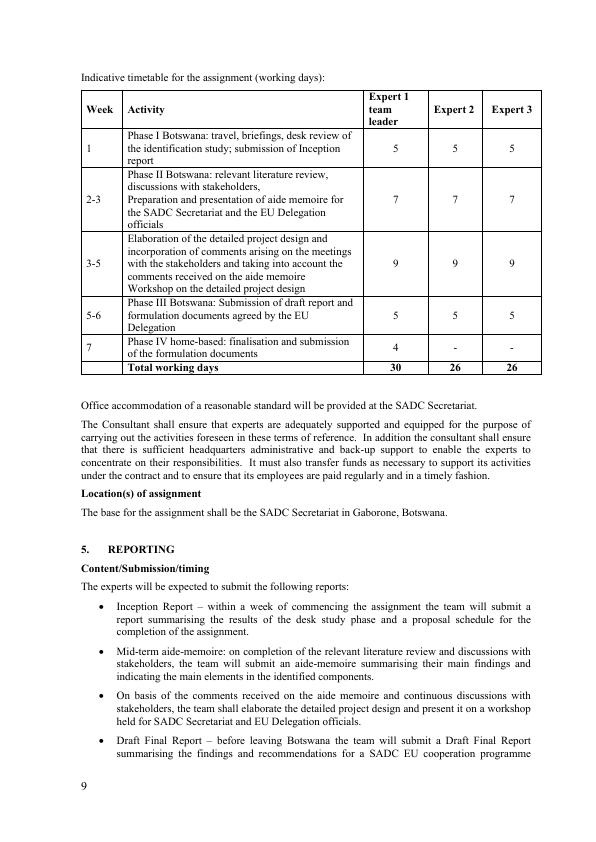 Indicative timetable for the assignment (working days):
Week Activity Expert 1 team leader Expert 2 Expert 3
1 Phase I Botswana: travel, briefings, desk review of 5 5 5
the identification study; submission of Inception
report
2-3 Phase II Botswana: relevant literature review, 7 7 7
discussions with stakeholders,
Preparation and presentation of aide memoire for
the SADC Secretariat and the EU Delegation
officials
3-5 Elaboration of the detailed project design and 9 9 9
incorporation of comments arising on the meetings
with the stakeholders and taking into account the
comments received on the aide memoire
Workshop on the detailed project design
5-6 Phase III Botswana: Submission of draft report and 5 5 5
formulation documents agreed by the EU
Delegation
7 Phase IV home-based: finalisation and submission 4 - -
of the formulation documents
Total working days 30 26 26
Office accommodation of a reasonable standard will be provided at the SADC Secretariat.
The Consultant shall ensure that experts are adequately supported and equipped for the purpose of
carrying out the activities foreseen in these terms of reference. In addition the consultant shall ensure
that there is sufficient headquarters administrative and back-up support to enable the experts to
concentrate on their responsibilities. It must also transfer funds as necessary to support its activities
under the contract and to ensure that its employees are paid regularly and in a timely fashion.
Location(s) of assignment
The base for the assignment shall be the SADC Secretariat in Gaborone, Botswana.
5. REPORTING
Content/Submission/timing
The experts will be expected to submit the following reports:
• Inception Report – within a week of commencing the assignment the team will submit a
report summarising the results of the desk study phase and a proposal schedule for the
completion of the assignment.
• Mid-term aide-memoire: on completion of the relevant literature review and discussions with
stakeholders, the team will submit an aide-memoire summarising their main findings and
indicating the main elements in the identified components.
• On basis of the comments received on the aide memoire and continuous discussions with
stakeholders, the team shall elaborate the detailed project design and present it on a workshop
held for SADC Secretariat and EU Delegation officials.
• Draft Final Report – before leaving Botswana the team will submit a Draft Final Report
summarising the findings and recommendations for a SADC EU cooperation programme
9